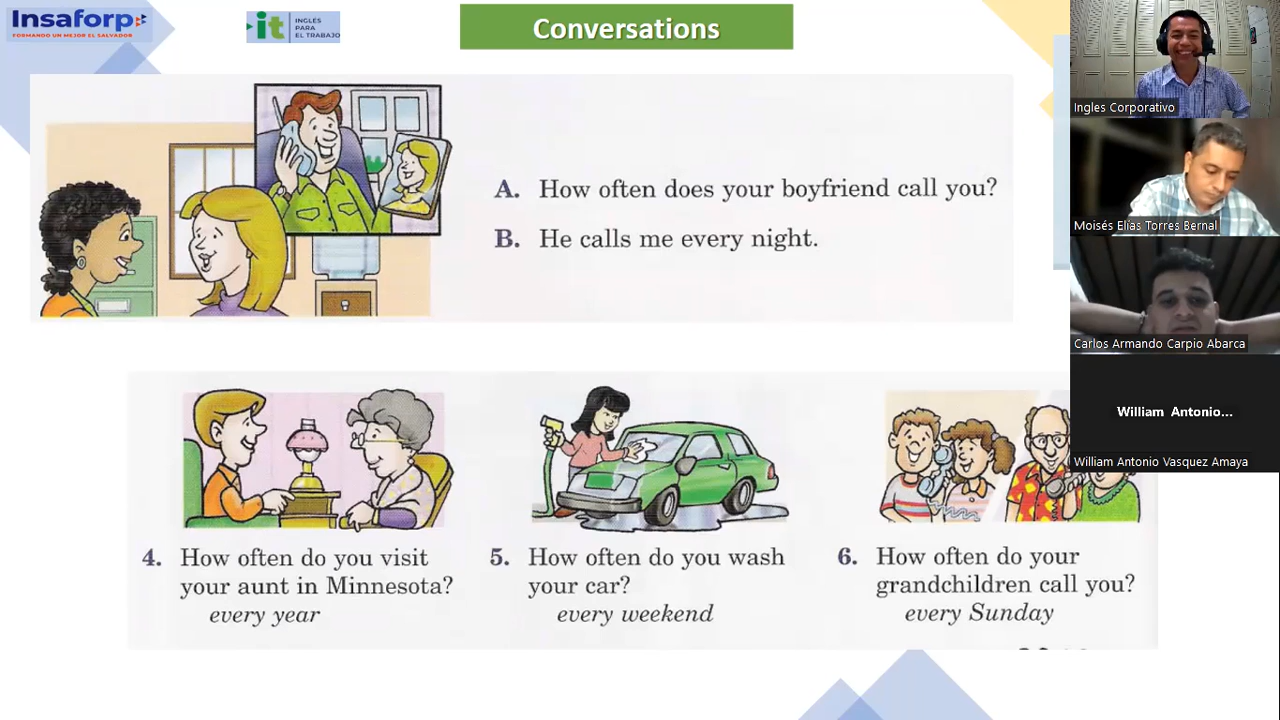 Insaforp
FORMANDO UN MEJOR EL SALVADOR
it
INGLÉS
PARA
EL TRABAJO
Conversations
A. How often does your boyfriend call you?
B. He calls me every night.
4. How often do you visit
your aunt in Minnesota?
every year
5. How often do you wash
your car?
every weekend
6. How often do your
grandchildren call you?
every Sunday
Ingles Corporativo
Moisés Elías Torres Bernal
Carlos Armando Carpio Abarca
William Antonio...
William Antonio Vasquez Amaya